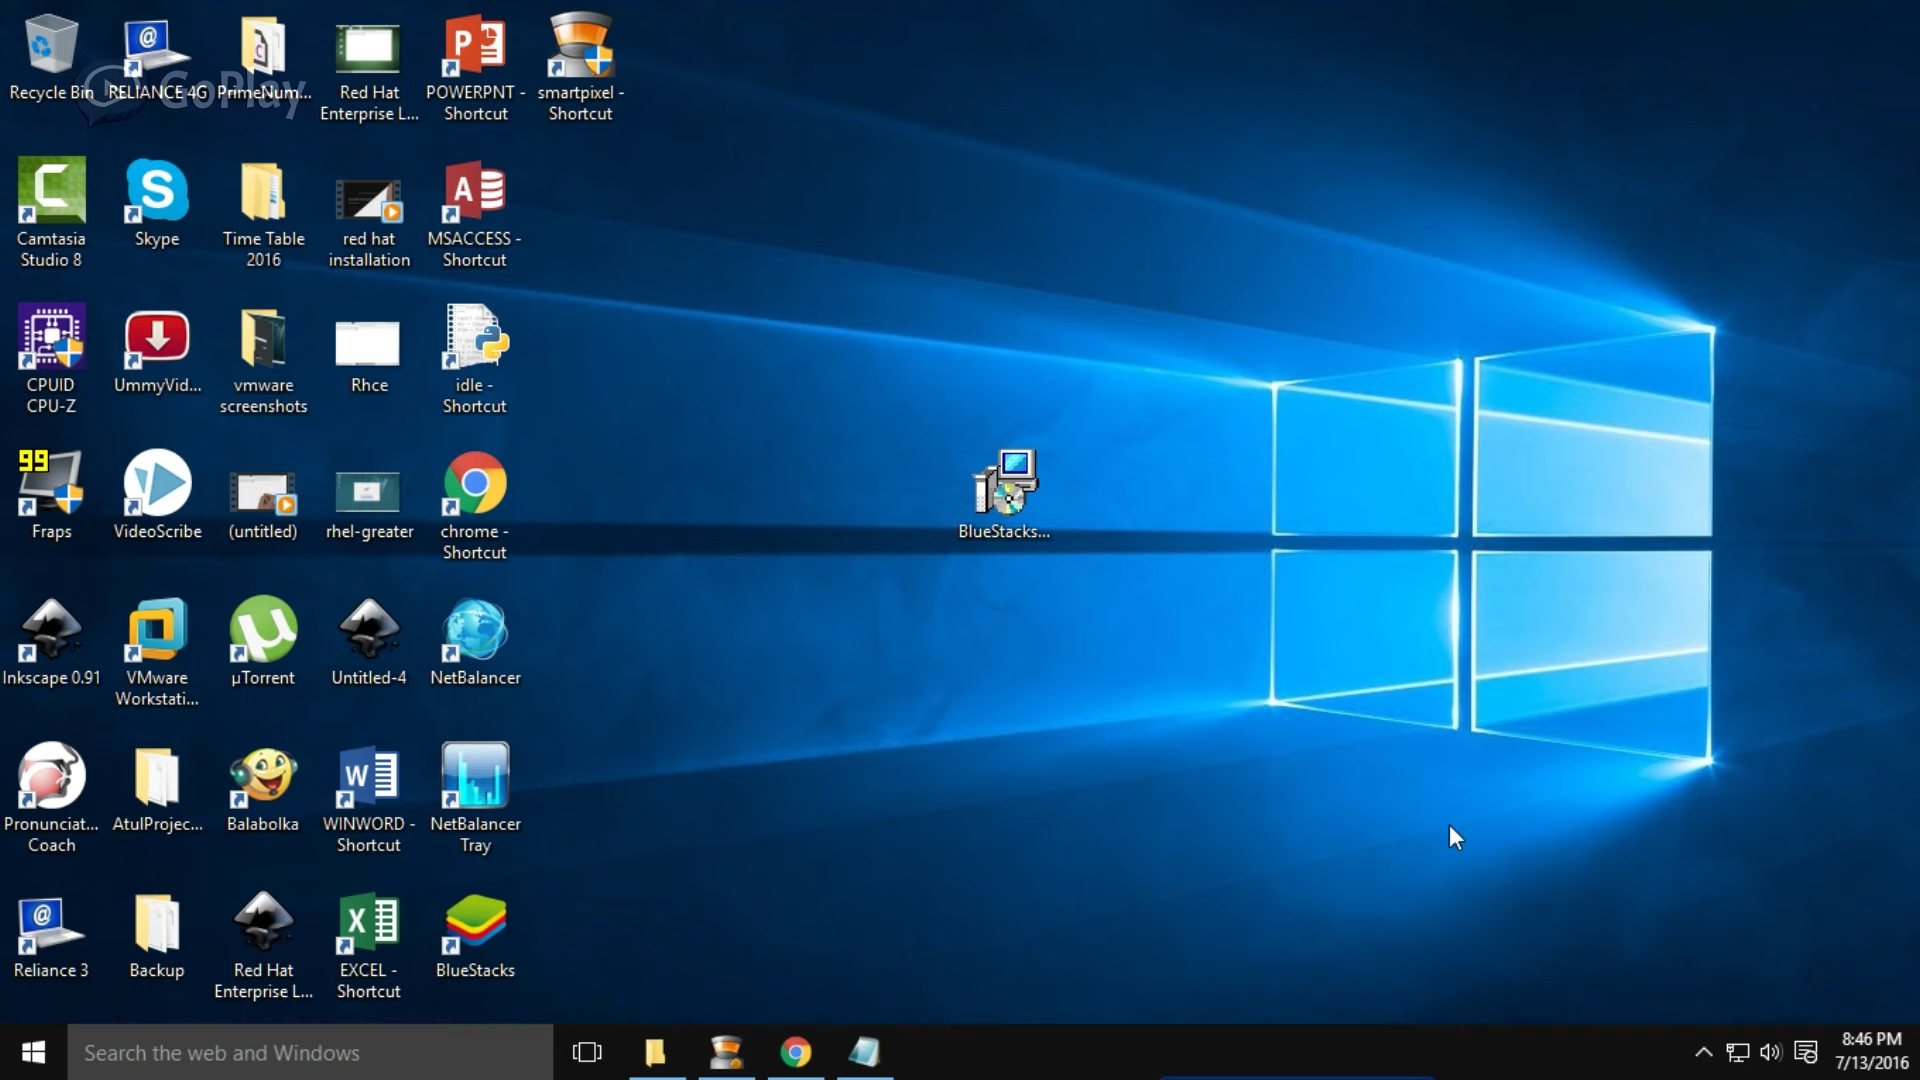 GoPlay
Recycle Bin
RELIANCE 4G
PrimeNum...
Red Hat
Enterprise L...
POWERPNT -
Shortcut
smartpixel -
Shortcut
Camtasia
Studio 8
Skype
Time Table
2016
red hat
installation
MSACCESS -
Shortcut
CPUID
CPU-Z
UmmyVid...
vmware
screenshots
Rhce
idle -
Shortcut
99
Fraps
VideoScribe
(untitled)
rhel-greater
chrome -
Shortcut
BlueStacks...
Inkscape 0.91
VMware
Workstati...
µTorrent
Untitled-4
NetBalancer
Pronunciat...
Coach
AtulProjec...
Balabolka
WINWORD -
Shortcut
NetBalancer
Tray
Reliance 3
Backup
Red Hat
Enterprise L...
EXCEL -
Shortcut
BlueStacks
Search the web and Windows
8:46 PM
7/13/2016